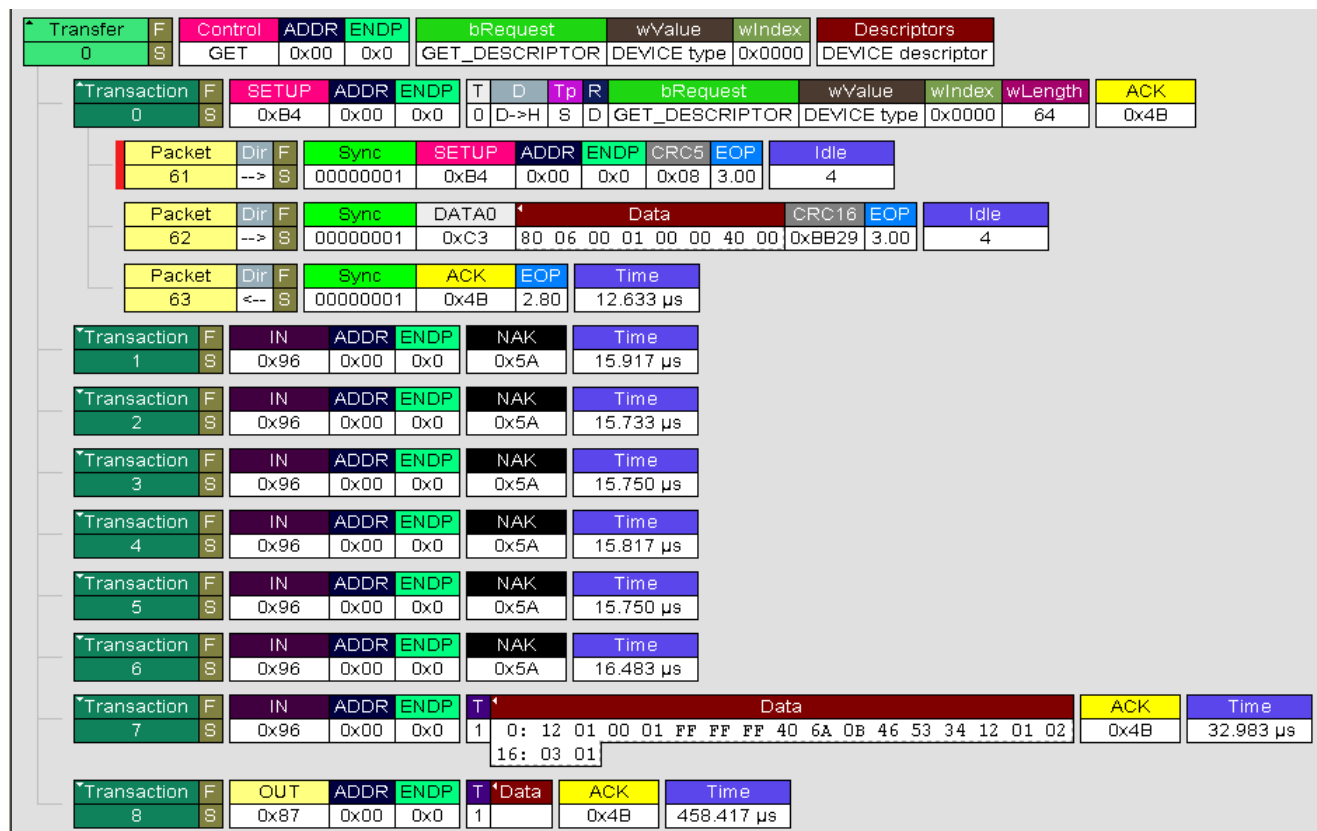 Transfer F Control ADDR ENDP bRequest wValue wIndex Descriptors
0 S GET 0x00 0x0 GET_DESCRIPTOR DEVICE type 0x0000 DEVICE descriptor
Transaction F SETUP ADDR ENDP T D Tp R bRequest wValue wIndex wLength ACK
0 S 0xB4 0x00 0x0 0 D->H S D GET_DESCRIPTOR DEVICE type 0x0000 64 0x4B
Packet Dir F Sync SETUP ADDR ENDP CRC5 EOP Idle
61 --> S 00000001 0xB4 0x00 0x0 0x08 3.00 4
Packet Dir F Sync DATA0 Data CRC16 EOP Idle
62 --> S 00000001 0xC3 80 06 00 01 00 00 40 00 0xBB29 3.00 4
Packet Dir F Sync ACK EOP Time
63 <-- S 00000001 0x4B 2.80 12.633 µs
Transaction F IN ADDR ENDP NAK Time
1 S 0x96 0x00 0x0 0x5A 15.917 µs
Transaction F IN ADDR ENDP NAK Time
2 S 0x96 0x00 0x0 0x5A 15.733 µs
Transaction F IN ADDR ENDP NAK Time
3 S 0x96 0x00 0x0 0x5A 15.750 µs
Transaction F IN ADDR ENDP NAK Time
4 S 0x96 0x00 0x0 0x5A 15.817 µs
Transaction F IN ADDR ENDP NAK Time
5 S 0x96 0x00 0x0 0x5A 15.750 µs
Transaction F IN ADDR ENDP NAK Time
6 S 0x96 0x00 0x0 0x5A 16.483 µs
Transaction F IN ADDR ENDP T Data ACK Time
7 S 0x96 0x00 0x0 1 0: 12 01 00 01 FF FF FF 40 6A 0B 46 53 34 12 01 02 0x4B 32.983 µs
16: 03 01
Transaction F OUT ADDR ENDP T Data ACK Time
8 S 0x87 0x00 0x0 1 0x4B 458.417 µs